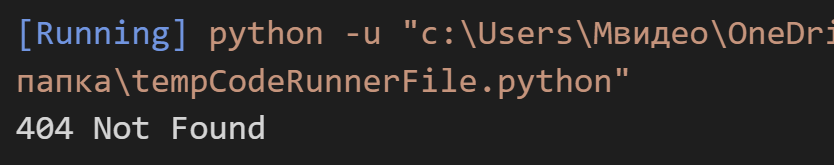 [Running] python -u "c:\Users\Мвидео\OneDri
папка\tempCodeRunnerFile.python"
404 Not Found